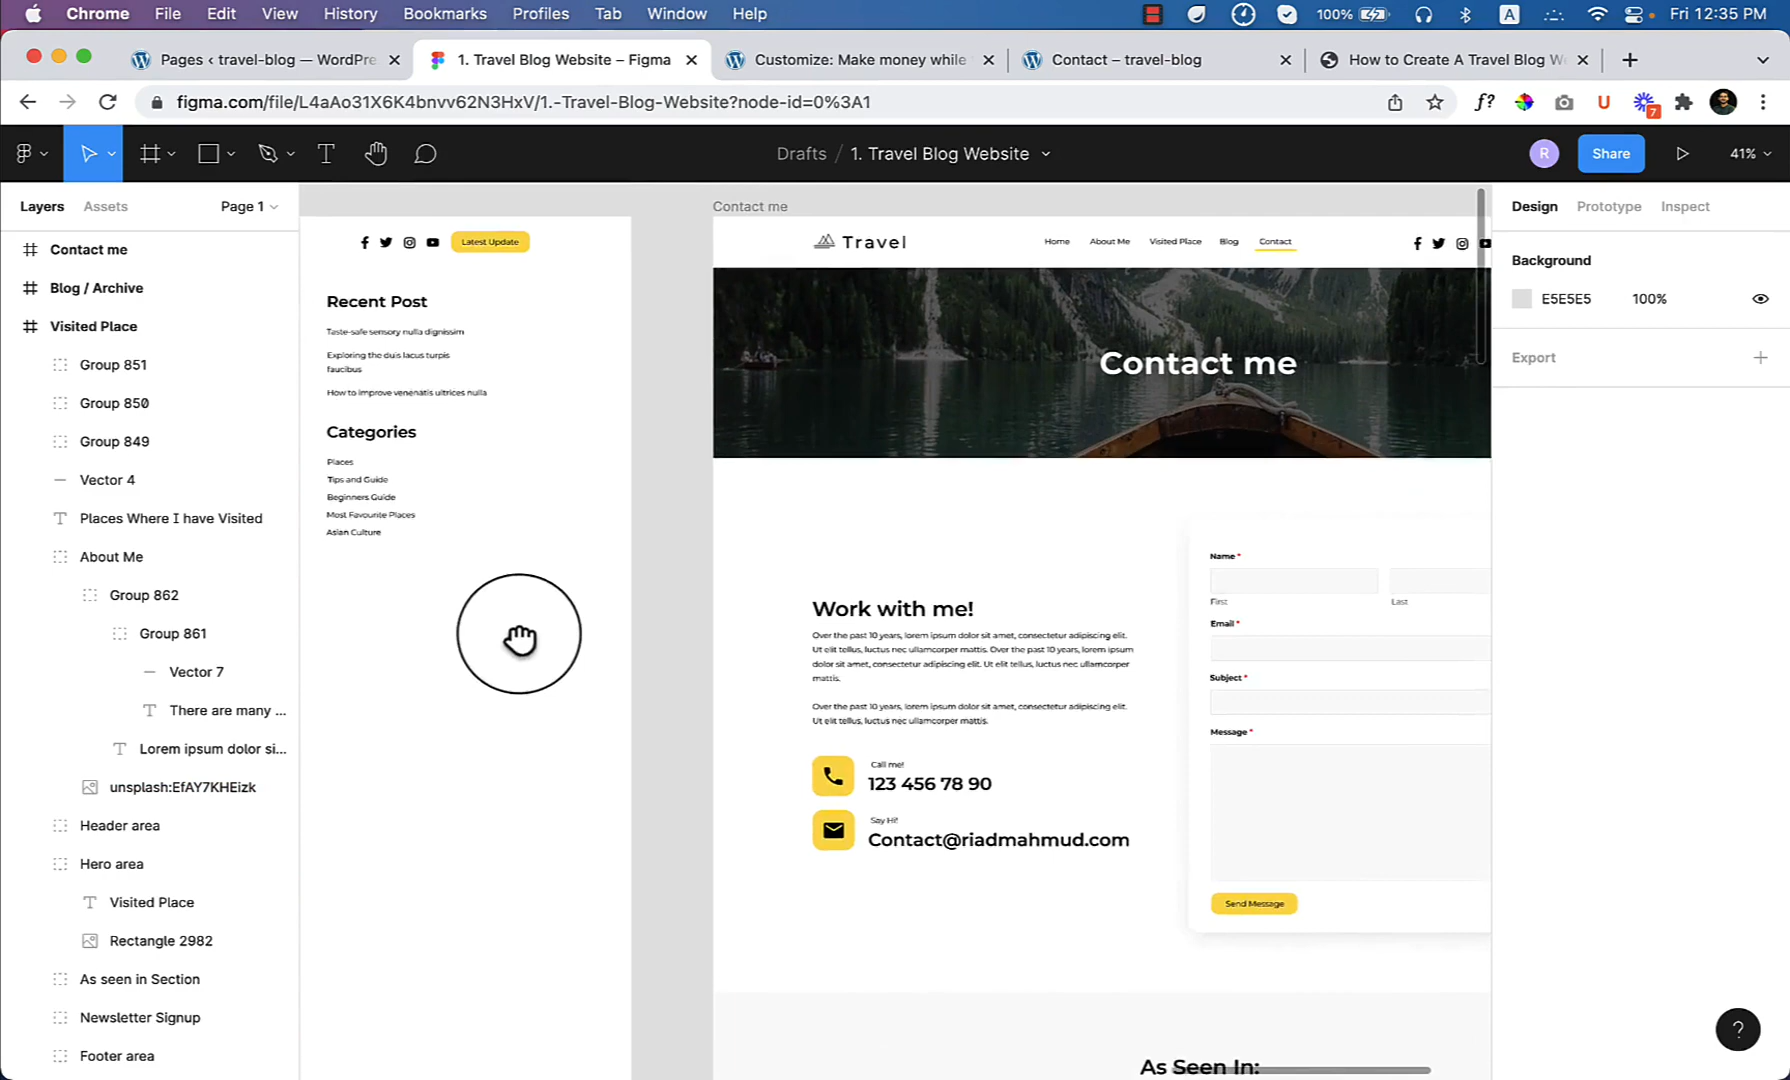 Chrome File Edit View History Bookmarks Profiles Tab Window Help 100% A Fri 12:35 PM
Pages ‹ travel-blog — WordPre
1. Travel Blog Website – Figma
Customize: Make money while
Contact – travel-blog
How to Create A Travel Blog W
figma.com/file/L4aAo31X6K4bnvv62N3HxV/1.-Travel-Blog-Website?node-id=0%3A1
f?
U
7
Drafts / 1. Travel Blog Website
R
Share
41%
Layers
Assets
Page 1
Contact me
Blog / Archive
Visited Place
Group 851
Group 850
Group 849
Vector 4
Places Where I have Visited
About Me
Group 862
Group 861
Vector 7
There are many ...
Lorem ipsum dolor si...
unsplash:EfAY7KHEizk
Header area
Hero area
Visited Place
Rectangle 2982
As seen in Section
Newsletter Signup
Footer area
Latest Update
Recent Post
Taste-safe sensory nulla dignissim
Exploring the duis lacus turpis
faucibus
How to improve venenatis ultrices nulla
Categories
Places
Tips and Guide
Beginners Guide
Most Favourite Places
Asian Culture
Contact me
Travel
Home About Me Visited Place Blog Contact
Contact me
Work with me!
Over the past 10 years, lorem ipsum dolor sit amet, consectetur adipiscing elit.
Ut elit tellus, luctus nec ullamcorper mattis. Over the past 10 years, lorem ipsum
dolor sit amet, consectetur adipiscing elit. Ut elit tellus, luctus nec ullamcorper
mattis.
Over the past 10 years, lorem ipsum dolor sit amet, consectetur adipiscing elit.
Ut elit tellus, luctus nec ullamcorper mattis.
Call me!
123 456 78 90
Say Hi!
Contact@riadmahmud.com
Name *
First
Last
Email *
Subject *
Message *
Send Message
As Seen In:
Design
Prototype
Inspect
Background
E5E5E5
100%
Export
?